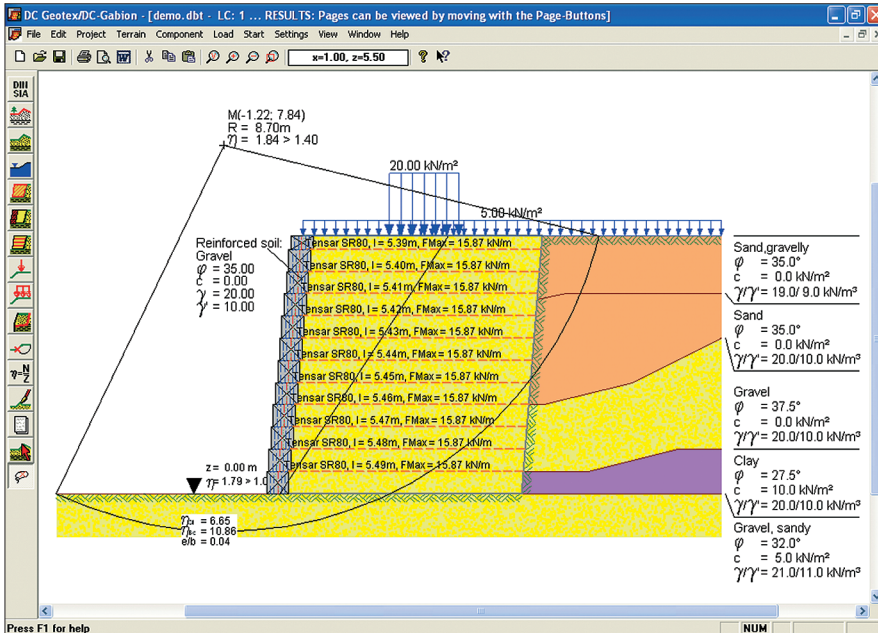 DC Geotex/DC-Gabion - [demo.dbt - LC: 1 ... RESULTS: Pages can be viewed by moving with the Page-Buttons]
File Edit Project Terrain Component Load Start Settings View Window Help
x=1.00, z=5.50
DIN
SIA
M(-1.22; 7.84)
R = 8.70m
η = 1.84 > 1.40
20.00 kN/m²
5.00 kN/m²
Reinforced soil:
Gravel
φ = 35.00
c = 0.00
γ = 20.00
γ' = 10.00
Tensar SR80, l = 5.39m, FMax = 15.87 kN/m
Tensar SR80, l = 5.40m, FMax = 15.87 kN/m
Tensar SR80, l = 5.41m, FMax = 15.87 kN/m
Tensar SR80, l = 5.42m, FMax = 15.87 kN/m
Tensar SR80, l = 5.43m, FMax = 15.87 kN/m
Tensar SR80, l = 5.44m, FMax = 15.87 kN/m
Tensar SR80, l = 5.45m, FMax = 15.87 kN/m
Tensar SR80, l = 5.46m, FMax = 15.87 kN/m
Tensar SR80, l = 5.47m, FMax = 15.87 kN/m
Tensar SR80, l = 5.48m, FMax = 15.87 kN/m
Tensar SR80, l = 5.49m, FMax = 15.87 kN/m
z = 0.00 m
η = 1.79 > 1.0
= 6.65
= 10.86
e/b = 0.04
Sand,gravelly
φ = 35.0°
c = 0.0 kN/m²
γ/γ' = 19.0/ 9.0 kN/m³
Sand
φ = 35.0°
c = 0.0 kN/m²
γ/γ' = 20.0/10.0 kN/m³
Gravel
φ = 37.5°
c = 0.0 kN/m²
γ/γ' = 20.0/10.0 kN/m³
Clay
φ = 27.5°
c = 10.0 kN/m²
γ/γ' = 20.0/10.0 kN/m³
Gravel, sandy
φ = 32.0°
c = 5.0 kN/m²
γ/γ' = 21.0/11.0 kN/m³
η=N
Z
Press F1 for help
NUM